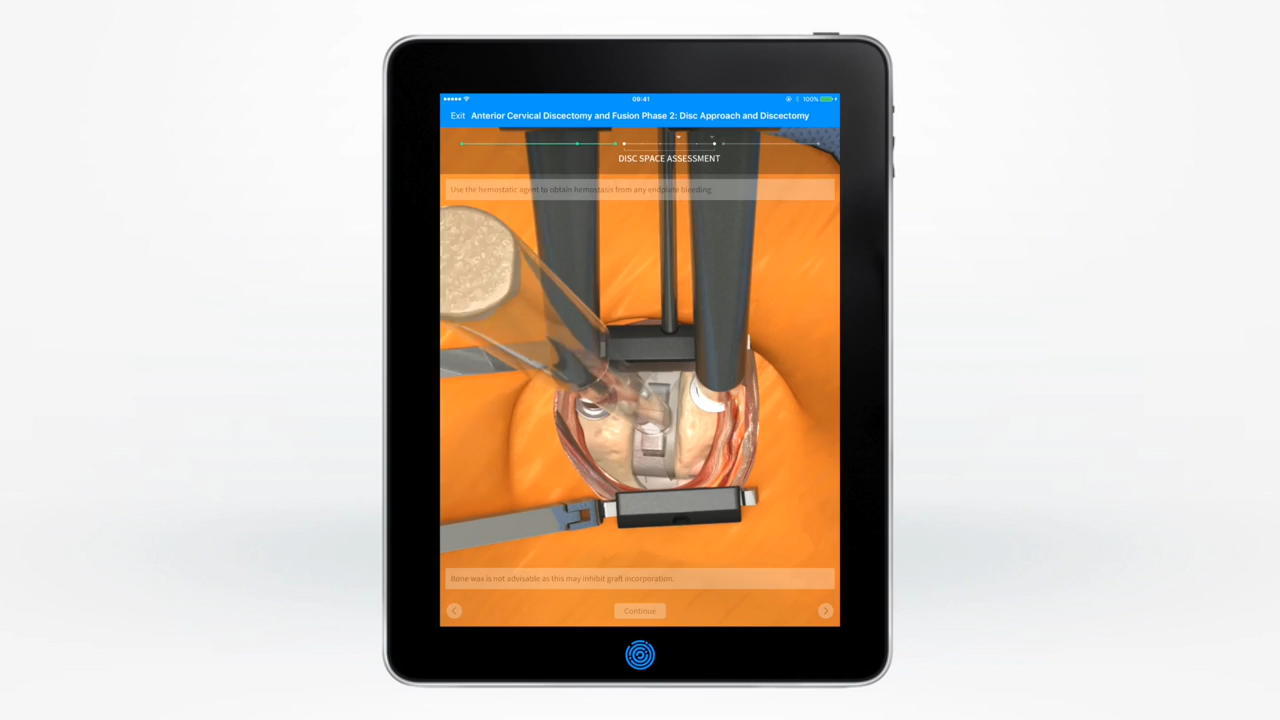 09:41
100%
Exit Anterior Cervical Discectomy and Fusion Phase 2: Disc Approach and Discectomy
DISC SPACE ASSESSMENT
Use the hemostatic agent to obtain hemostasis from any endplate bleeding.
Bone wax is not advisable as this may inhibit graft incorporation.
Continue